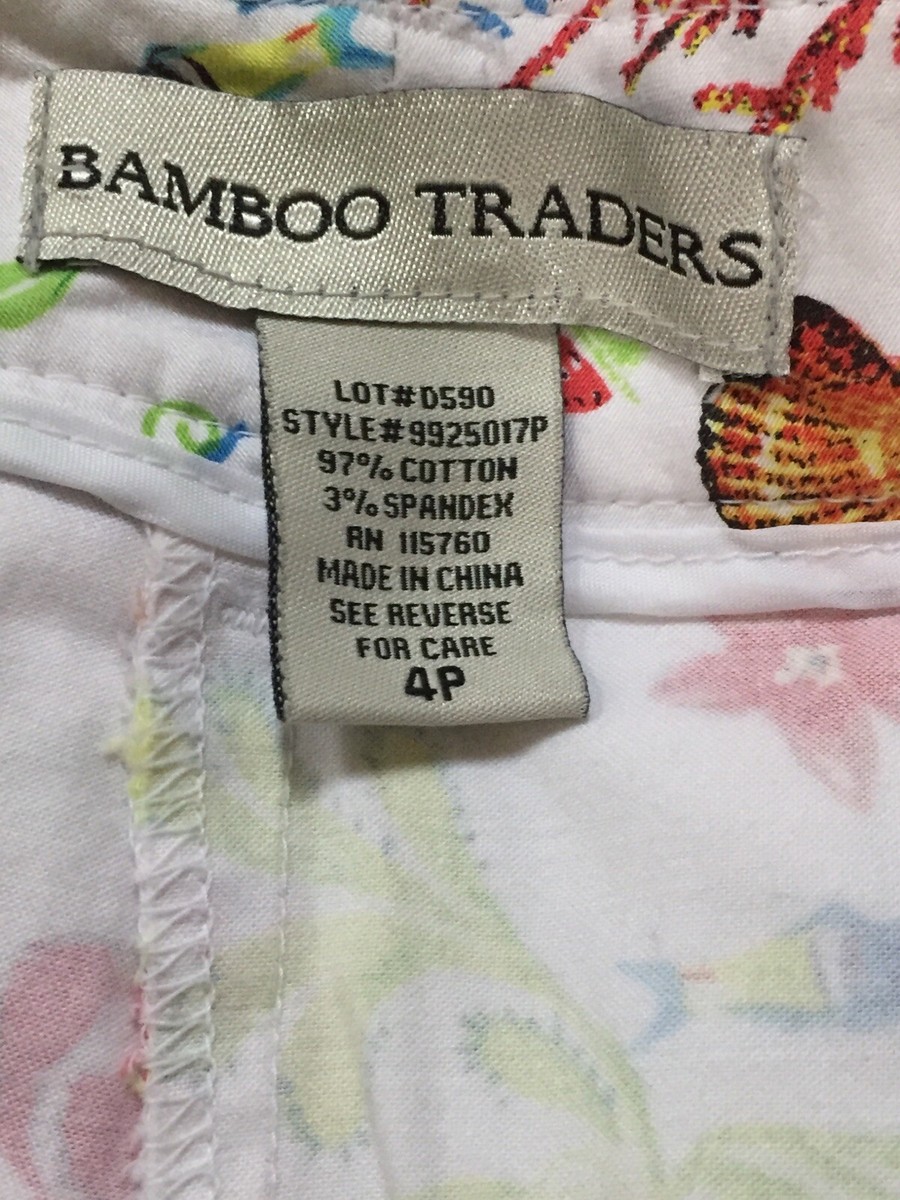 BAMBOO TRADERS
LOT#D590
STYLE#9925017P
97% COTTON
3% SPANDEX
RN 115760
MADE IN CHINA
SEE REVERSE
FOR CARE
4P